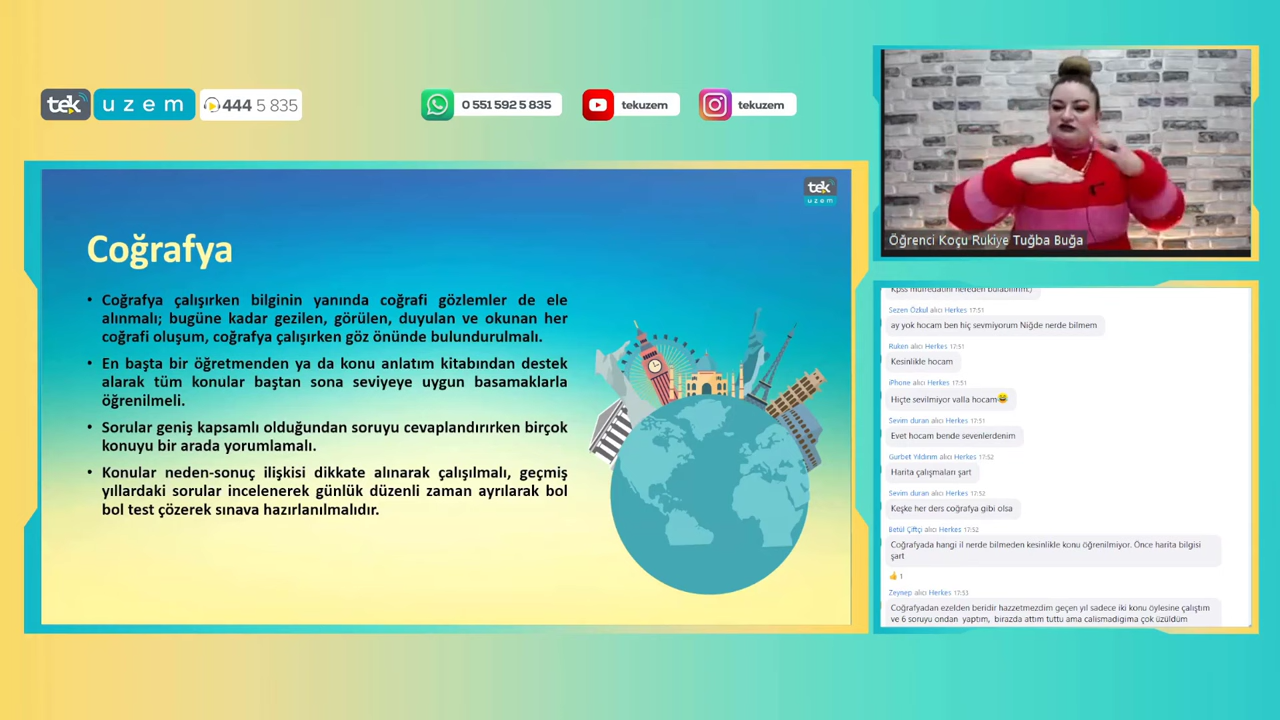 tek uzem 444 5 835
0 551 592 5 835
tekuzem
tekuzem
tek
uzem
Coğrafya
• Coğrafya çalışırken bilginin yanında coğrafi gözlemler de ele
alınmalı; bugüne kadar gezilen, görülen, duyulan ve okunan her
coğrafi oluşum, coğrafya çalışırken göz önünde bulundurulmalı.
• En başta bir öğretmenden ya da konu anlatım kitabından destek
alarak tüm konular baştan sona seviyeye uygun basamaklarla
öğrenilmeli.
• Sorular geniş kapsamlı olduğundan soruyu cevaplandırırken birçok
konuyu bir arada yorumlamalı.
• Konular neden-sonuç ilişkisi dikkate alınarak çalışılmalı, geçmiş
yıllardaki sorular incelenerek günlük düzenli zaman ayrılarak bol
bol test çözerek sınava hazırlanılmalıdır.
Öğrenci Koçu Rukiye Tuğba Buğa
Kpss müfredatını nereden bulabilirim:)
Sezen Özkul alıcı Herkes 17:51
ay yok hocam ben hiç sevmiyorum Niğde nerde bilmem
Ruken alıcı Herkes 17:51
Kesinlikle hocam
iPhone alıcı Herkes 17:51
Hiçte sevilmiyor valla hocam😂
Sevim duran alıcı Herkes 17:51
Evet hocam bende sevenlerdenim
Gurbet Yıldırım alıcı Herkes 17:52
Harita çalışmaları şart
Sevim duran alıcı Herkes 17:52
Keşke her ders coğrafya gibi olsa
Betül Çiftçi alıcı Herkes 17:52
Coğrafyada hangi il nerde bilmeden kesinlikle konu öğrenilmiyor. Önce harita bilgisi
şart
👍 1
Zeynep alıcı Herkes 17:53
Coğrafyadan ezelden beridir hazzetmezdim geçen yıl sadece iki konu öylesine çalıştım
ve 6 soruyu ondan yaptım, birazda attım tuttu ama calismadigima çok üzüldüm